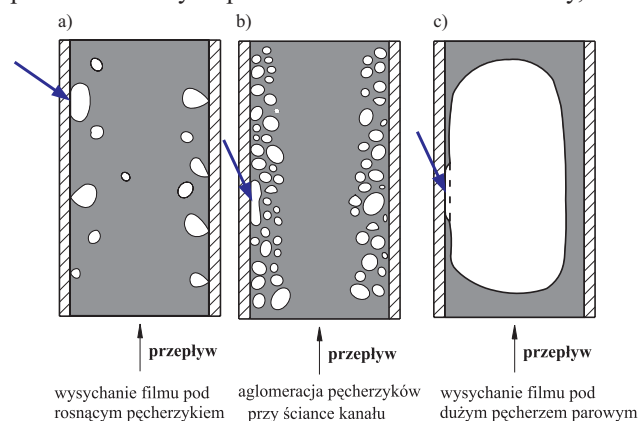 a)
b)
c)
przepływ
przepływ
przepływ
wysychanie filmu pod
rosnącym pęcherzykiem
aglomeracja pęcherzyków
przy ściance kanału
wysychanie filmu pod
dużym pęcherzem parowym